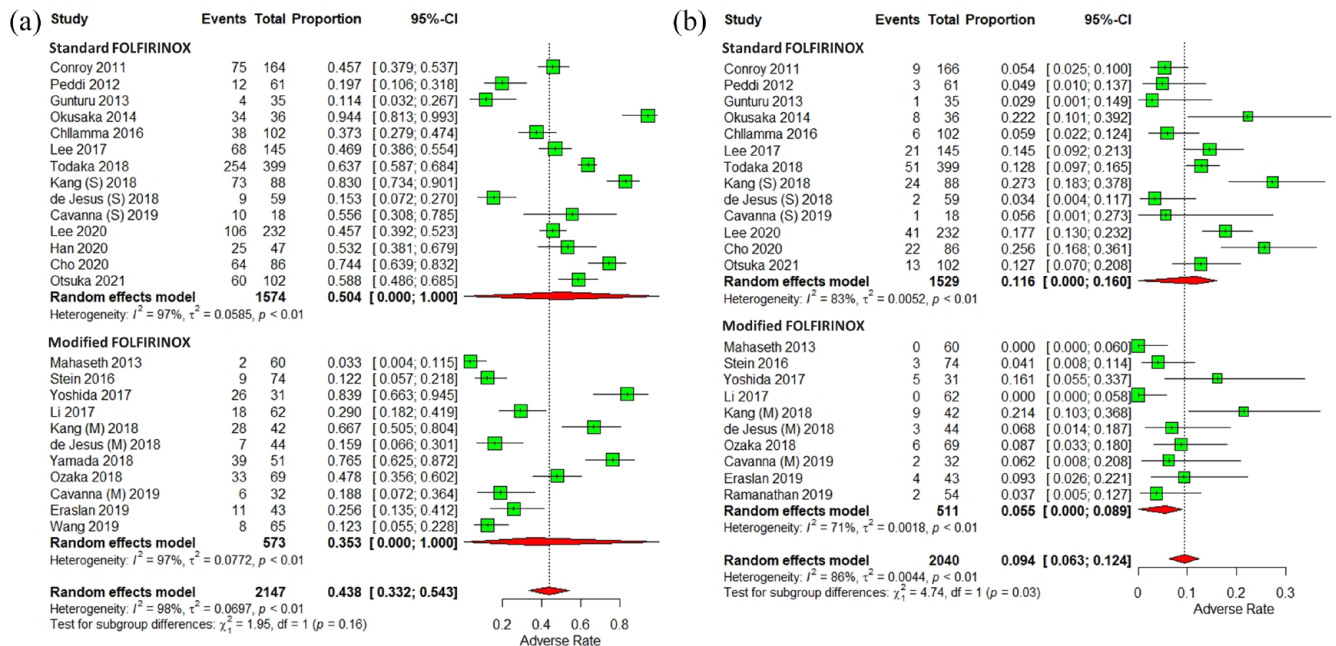 (a)
Study Events Total Proportion 95%-CI
Standard FOLFIRINOX
Conroy 2011 75 164 0.457 [0.379; 0.537]
Peddi 2012 12 61 0.197 [0.106; 0.318]
Gunturu 2013 4 35 0.114 [0.032; 0.267]
Okusaka 2014 34 36 0.944 [0.813; 0.993]
Chllamma 2016 38 102 0.373 [0.279; 0.474]
Lee 2017 68 145 0.469 [0.386; 0.554]
Todaka 2018 254 399 0.637 [0.587; 0.684]
Kang (S) 2018 73 88 0.830 [0.734; 0.901]
de Jesus (S) 2018 9 59 0.153 [0.072; 0.270]
Cavanna (S) 2019 10 18 0.556 [0.308; 0.785]
Lee 2020 106 232 0.457 [0.392; 0.523]
Han 2020 25 47 0.532 [0.381; 0.679]
Cho 2020 64 86 0.744 [0.639; 0.832]
Otsuka 2021 60 102 0.588 [0.486; 0.685]
Random effects model 1574 0.504 [0.000; 1.000]
Heterogeneity: I² = 97%, τ² = 0.0585, p < 0.01
Modified FOLFIRINOX
Mahaseth 2013 2 60 0.033 [0.004; 0.115]
Stein 2016 9 74 0.122 [0.057; 0.218]
Yoshida 2017 26 31 0.839 [0.663; 0.945]
Li 2017 18 62 0.290 [0.182; 0.419]
Kang (M) 2018 28 42 0.667 [0.505; 0.804]
de Jesus (M) 2018 7 44 0.159 [0.066; 0.301]
Yamada 2018 39 51 0.765 [0.625; 0.872]
Ozaka 2018 33 69 0.478 [0.356; 0.602]
Cavanna (M) 2019 6 32 0.188 [0.072; 0.364]
Eraslan 2019 11 43 0.256 [0.135; 0.412]
Wang 2019 8 65 0.123 [0.055; 0.228]
Random effects model 573 0.353 [0.000; 1.000]
Heterogeneity: I² = 97%, τ² = 0.0772, p < 0.01
Random effects model 2147 0.438 [0.332; 0.543]
Heterogeneity: I² = 98%, τ² = 0.0697, p < 0.01
Test for subgroup differences: χ²₁ = 1.95, df = 1 (p = 0.16)
0.2 0.4 0.6 0.8
Adverse Rate
(b)
Study Events Total Proportion 95%-CI
Standard FOLFIRINOX
Conroy 2011 9 166 0.054 [0.025; 0.100]
Peddi 2012 3 61 0.049 [0.010; 0.137]
Gunturu 2013 1 35 0.029 [0.001; 0.149]
Okusaka 2014 8 36 0.222 [0.101; 0.392]
Chllamma 2016 6 102 0.059 [0.022; 0.124]
Lee 2017 21 145 0.145 [0.092; 0.213]
Todaka 2018 51 399 0.128 [0.097; 0.165]
Kang (S) 2018 24 88 0.273 [0.183; 0.378]
de Jesus (S) 2018 2 59 0.034 [0.004; 0.117]
Cavanna (S) 2019 1 18 0.056 [0.001; 0.273]
Lee 2020 41 232 0.177 [0.130; 0.232]
Cho 2020 22 86 0.256 [0.168; 0.361]
Otsuka 2021 13 102 0.127 [0.070; 0.208]
Random effects model 1529 0.116 [0.000; 0.160]
Heterogeneity: I² = 83%, τ² = 0.0052, p < 0.01
Modified FOLFIRINOX
Mahaseth 2013 0 60 0.000 [0.000; 0.060]
Stein 2016 3 74 0.041 [0.008; 0.114]
Yoshida 2017 5 31 0.161 [0.055; 0.337]
Li 2017 0 62 0.000 [0.000; 0.058]
Kang (M) 2018 9 42 0.214 [0.103; 0.368]
de Jesus (M) 2018 3 44 0.068 [0.014; 0.187]
Ozaka 2018 6 69 0.087 [0.033; 0.180]
Cavanna (M) 2019 2 32 0.062 [0.008; 0.208]
Eraslan 2019 4 43 0.093 [0.026; 0.221]
Ramanathan 2019 2 54 0.037 [0.005; 0.127]
Random effects model 511 0.055 [0.000; 0.089]
Heterogeneity: I² = 71%, τ² = 0.0018, p < 0.01
Random effects model 2040 0.094 [0.063; 0.124]
Heterogeneity: I² = 86%, τ² = 0.0044, p < 0.01
Test for subgroup differences: χ²₁ = 4.74, df = 1 (p = 0.03)
0 0.1 0.2 0.3
Adverse Rate